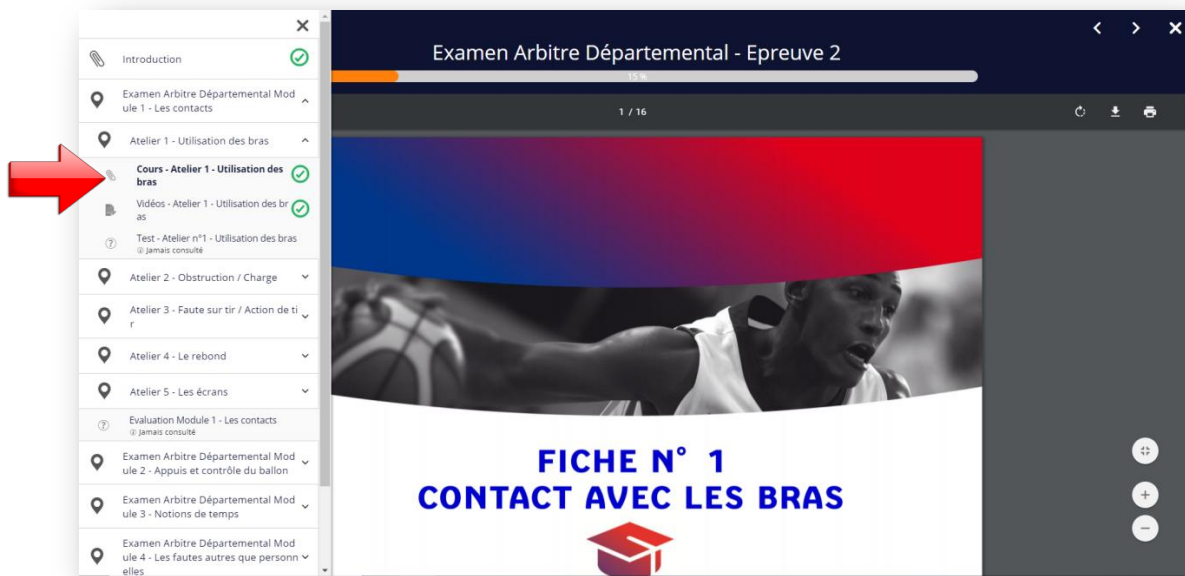 Examen Arbitre Départemental - Epreuve 2
15 %
1 / 16
Introduction
Examen Arbitre Départemental Mod
ule 1 - Les contacts
Atelier 1 - Utilisation des bras
Cours - Atelier 1 - Utilisation des
bras
Vidéos - Atelier 1 - Utilisation des br
as
Test - Atelier n°1 - Utilisation des bras
Jamais consulté
Atelier 2 - Obstruction / Charge
Atelier 3 - Faute sur tir / Action de ti
r
Atelier 4 - Le rebond
Atelier 5 - Les écrans
Evaluation Module 1 - Les contacts
Jamais consulté
Examen Arbitre Départemental Mod
ule 2 - Appuis et contrôle du ballon
Examen Arbitre Départemental Mod
ule 3 - Notions de temps
Examen Arbitre Départemental Mod
ule 4 - Les fautes autres que personn
elles
FICHE N° 1
CONTACT AVEC LES BRAS